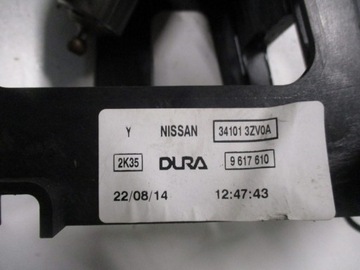 Y NISSAN 34101 3ZV0A
2K35 DURA 9 617 610
22/08/14 12:47:43